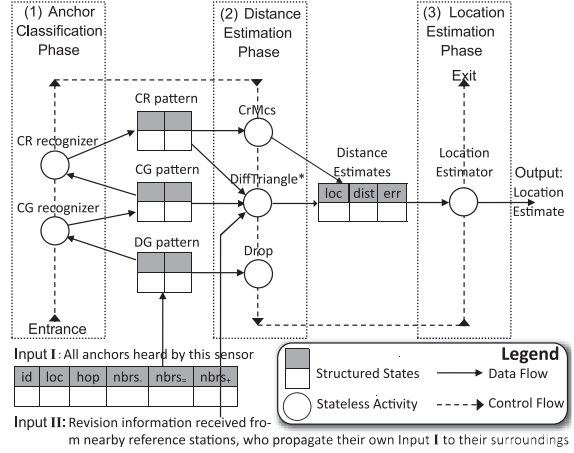 (1) Anchor
Classification
Phase
(2) Distance
Estimation
Phase
(3) Location
Estimation
Phase
Exit
CR pattern
CrMcs
CR recognizer
Distance
Estimates
Location
Estimator
CG pattern
DiffTriangle*
Output:
Location
Estimate
loc dist err
CG recognizer
DG pattern
Drop
Entrance
Input I: All anchors heard by this sensor
id loc hop nbrs- nbrs= nbrs+
Legend
Structured States
Data Flow
Stateless Activity
Control Flow
Input II: Revision information received fro-
m nearby reference stations, who propagate their own Input I to their surroundings